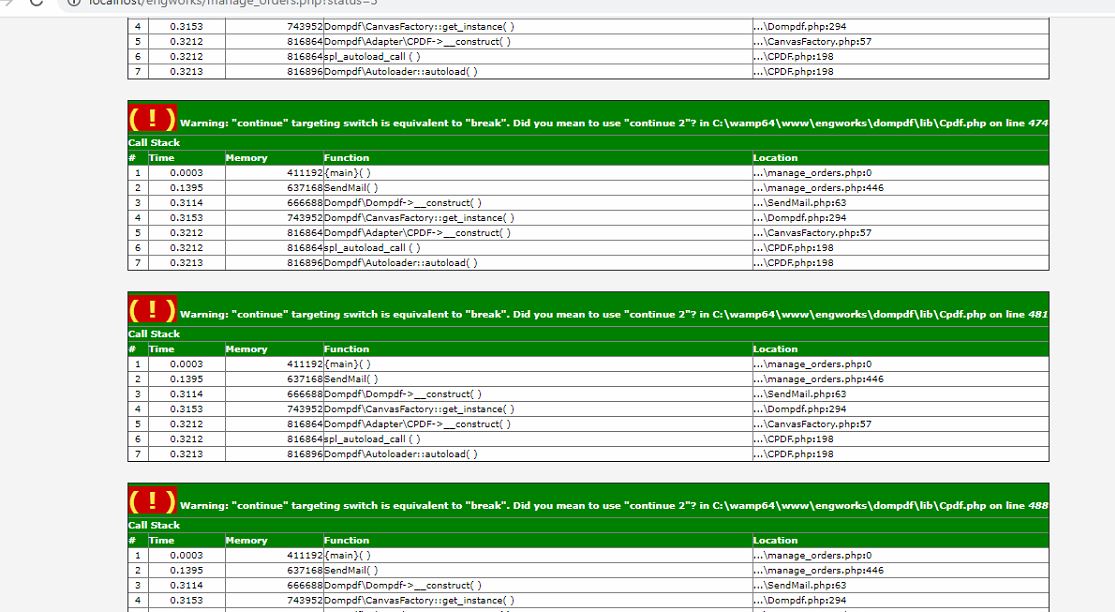 localhost/engworks/manage_orders.php?status=5
4 0.3153 743952 Dompdf\CanvasFactory::get_instance( ) ...\Dompdf.php:294
5 0.3212 816864 Dompdf\Adapter\CPDF->__construct( ) ...\CanvasFactory.php:57
6 0.3212 816864 spl_autoload_call ( ) ...\CPDF.php:198
7 0.3213 816896 Dompdf\Autoloader::autoload( ) ...\CPDF.php:198
( ! ) Warning: "continue" targeting switch is equivalent to "break". Did you mean to use "continue 2"? in C:\wamp64\www\engworks\dompdf\lib\Cpdf.php on line 474
Call Stack
# Time Memory Function Location
1 0.0003 411192 {main}( ) ...\manage_orders.php:0
2 0.1395 637168 SendMail( ) ...\manage_orders.php:446
3 0.3114 666688 Dompdf\Dompdf->__construct( ) ...\SendMail.php:63
4 0.3153 743952 Dompdf\CanvasFactory::get_instance( ) ...\Dompdf.php:294
5 0.3212 816864 Dompdf\Adapter\CPDF->__construct( ) ...\CanvasFactory.php:57
6 0.3212 816864 spl_autoload_call ( ) ...\CPDF.php:198
7 0.3213 816896 Dompdf\Autoloader::autoload( ) ...\CPDF.php:198
( ! ) Warning: "continue" targeting switch is equivalent to "break". Did you mean to use "continue 2"? in C:\wamp64\www\engworks\dompdf\lib\Cpdf.php on line 481
Call Stack
# Time Memory Function Location
1 0.0003 411192 {main}( ) ...\manage_orders.php:0
2 0.1395 637168 SendMail( ) ...\manage_orders.php:446
3 0.3114 666688 Dompdf\Dompdf->__construct( ) ...\SendMail.php:63
4 0.3153 743952 Dompdf\CanvasFactory::get_instance( ) ...\Dompdf.php:294
5 0.3212 816864 Dompdf\Adapter\CPDF->__construct( ) ...\CanvasFactory.php:57
6 0.3212 816864 spl_autoload_call ( ) ...\CPDF.php:198
7 0.3213 816896 Dompdf\Autoloader::autoload( ) ...\CPDF.php:198
( ! ) Warning: "continue" targeting switch is equivalent to "break". Did you mean to use "continue 2"? in C:\wamp64\www\engworks\dompdf\lib\Cpdf.php on line 488
Call Stack
# Time Memory Function Location
1 0.0003 411192 {main}( ) ...\manage_orders.php:0
2 0.1395 637168 SendMail( ) ...\manage_orders.php:446
3 0.3114 666688 Dompdf\Dompdf->__construct( ) ...\SendMail.php:63
4 0.3153 743952 Dompdf\CanvasFactory::get_instance( ) ...\Dompdf.php:294